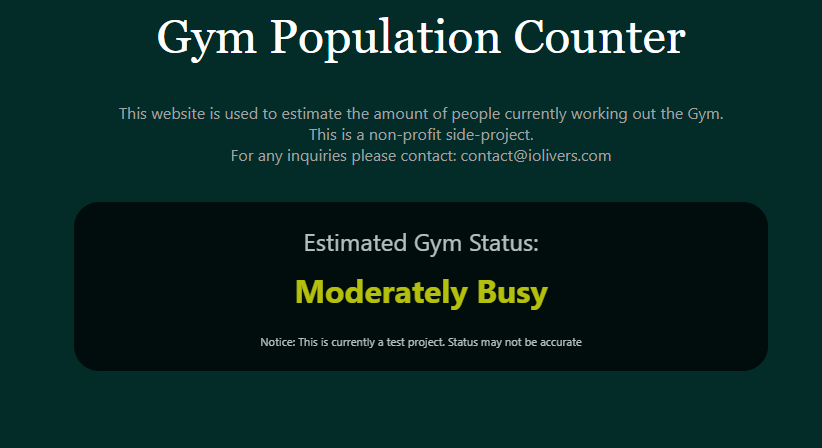 Gym Population Counter
This website is used to estimate the amount of people currently working out the Gym.
This is a non-profit side-project.
For any inquiries please contact: contact@iolivers.com
Estimated Gym Status:
Moderately Busy
Notice: This is currently a test project. Status may not be accurate